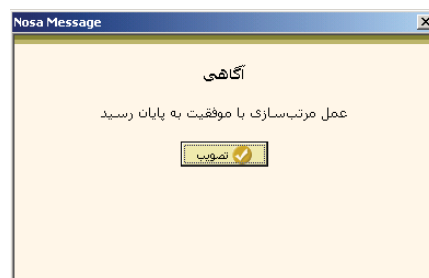 Nosa Message
آگاهی
عمل مرتب‌سازی با موفقیت به پایان رسید
تصویب